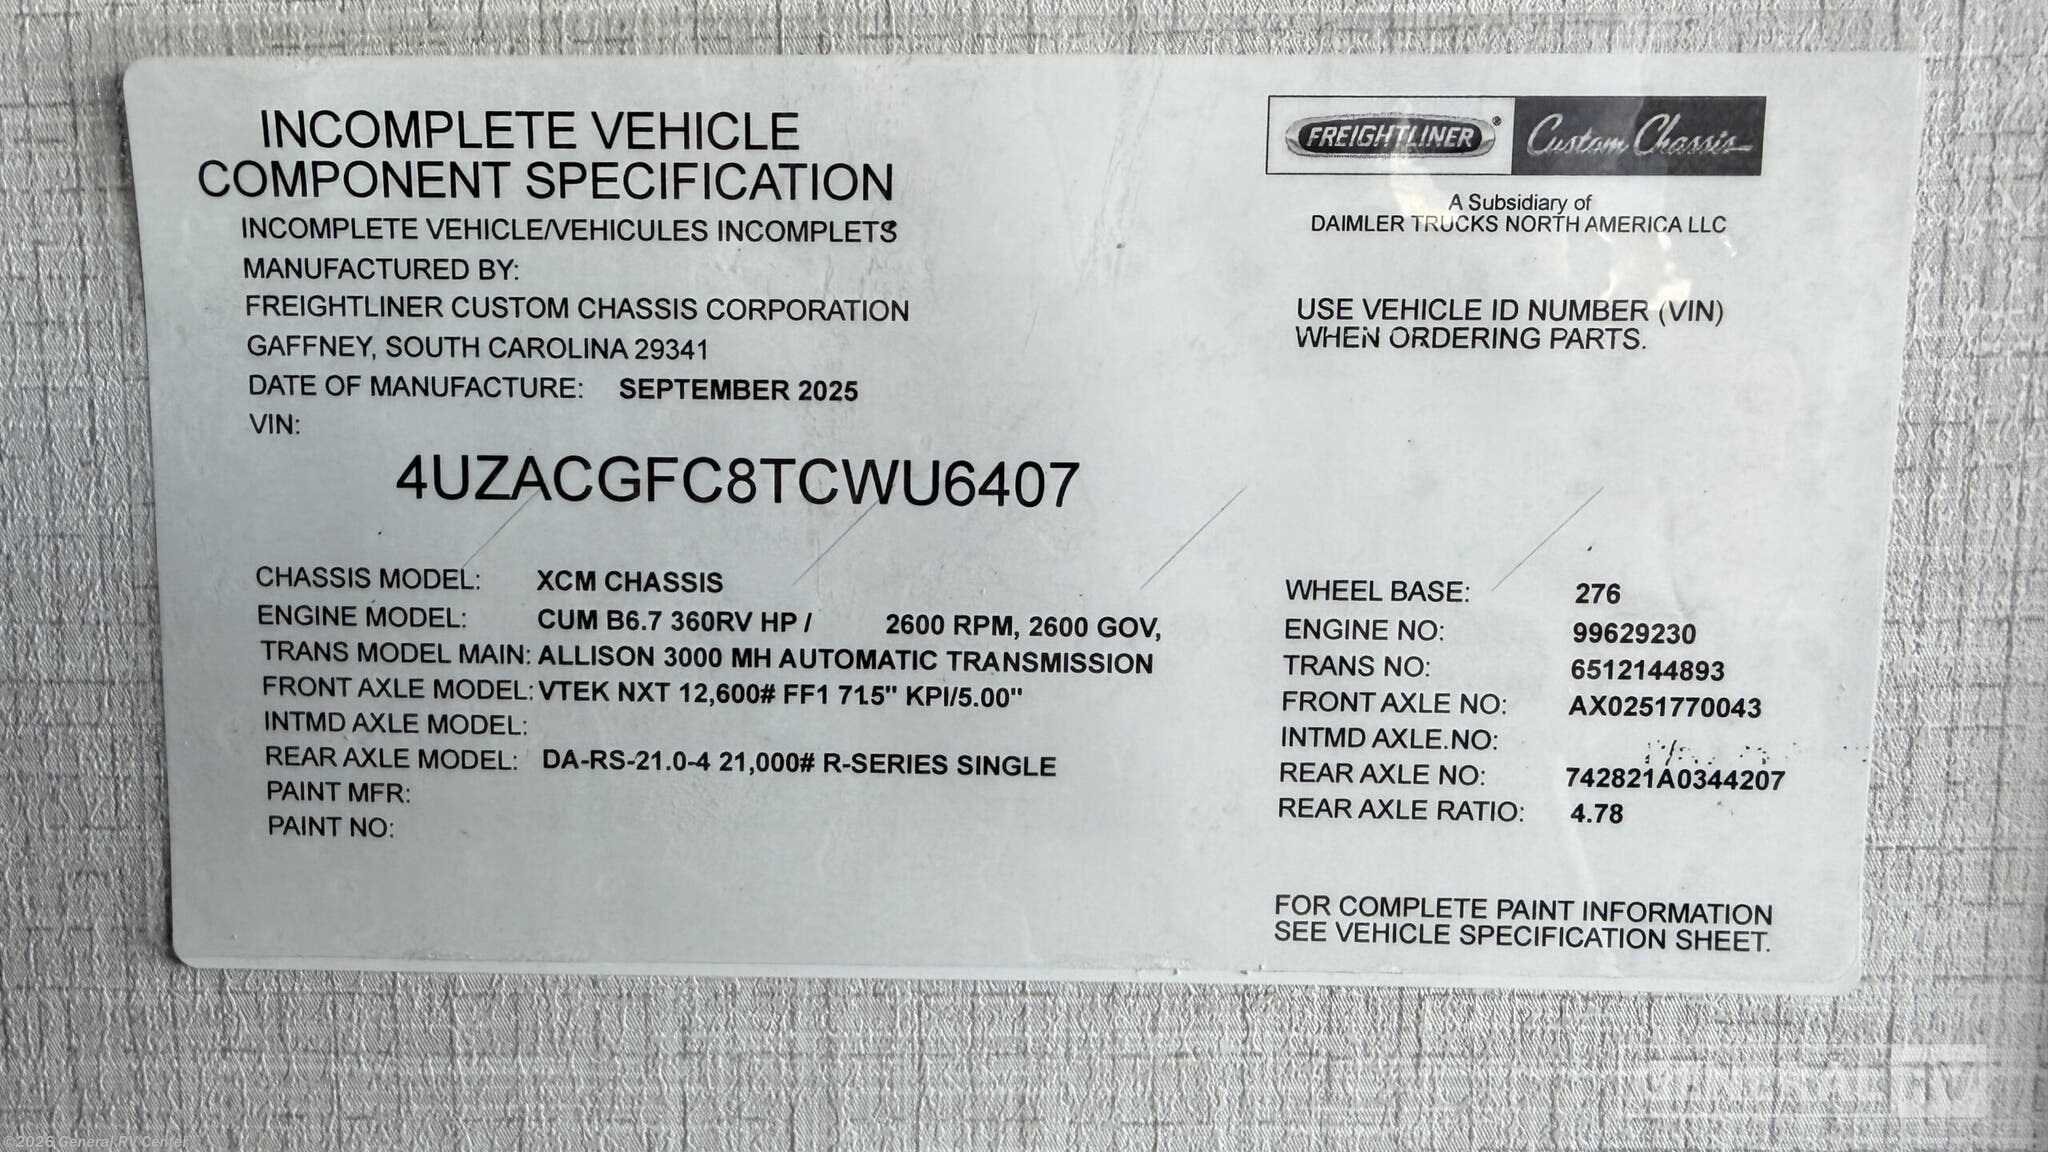 INCOMPLETE VEHICLE
COMPONENT SPECIFICATION
INCOMPLETE VEHICLE/VEHICULES INCOMPLETS
MANUFACTURED BY:
FREIGHTLINER CUSTOM CHASSIS CORPORATION
GAFFNEY, SOUTH CAROLINA 29341
DATE OF MANUFACTURE: SEPTEMBER 2025
VIN:
4UZACGFC8TCWU6407
FREIGHTLINER® Custom Chassis
A Subsidiary of
DAIMLER TRUCKS NORTH AMERICA LLC
USE VEHICLE ID NUMBER (VIN)
WHEN ORDERING PARTS.
CHASSIS MODEL: XCM CHASSIS
ENGINE MODEL: CUM B6.7 360RV HP / 2600 RPM, 2600 GOV,
TRANS MODEL MAIN: ALLISON 3000 MH AUTOMATIC TRANSMISSION
FRONT AXLE MODEL: VTEK NXT 12,600# FF1 71.5" KPI/5.00"
INTMD AXLE MODEL:
REAR AXLE MODEL: DA-RS-21.0-4 21,000# R-SERIES SINGLE
PAINT MFR:
PAINT NO:
WHEEL BASE: 276
ENGINE NO: 99629230
TRANS NO: 6512144893
FRONT AXLE NO: AX0251770043
INTMD AXLE.NO:
REAR AXLE NO: 742821A0344207
REAR AXLE RATIO: 4.78
FOR COMPLETE PAINT INFORMATION
SEE VEHICLE SPECIFICATION SHEET.
GENERAL RV
©2026 General RV Center